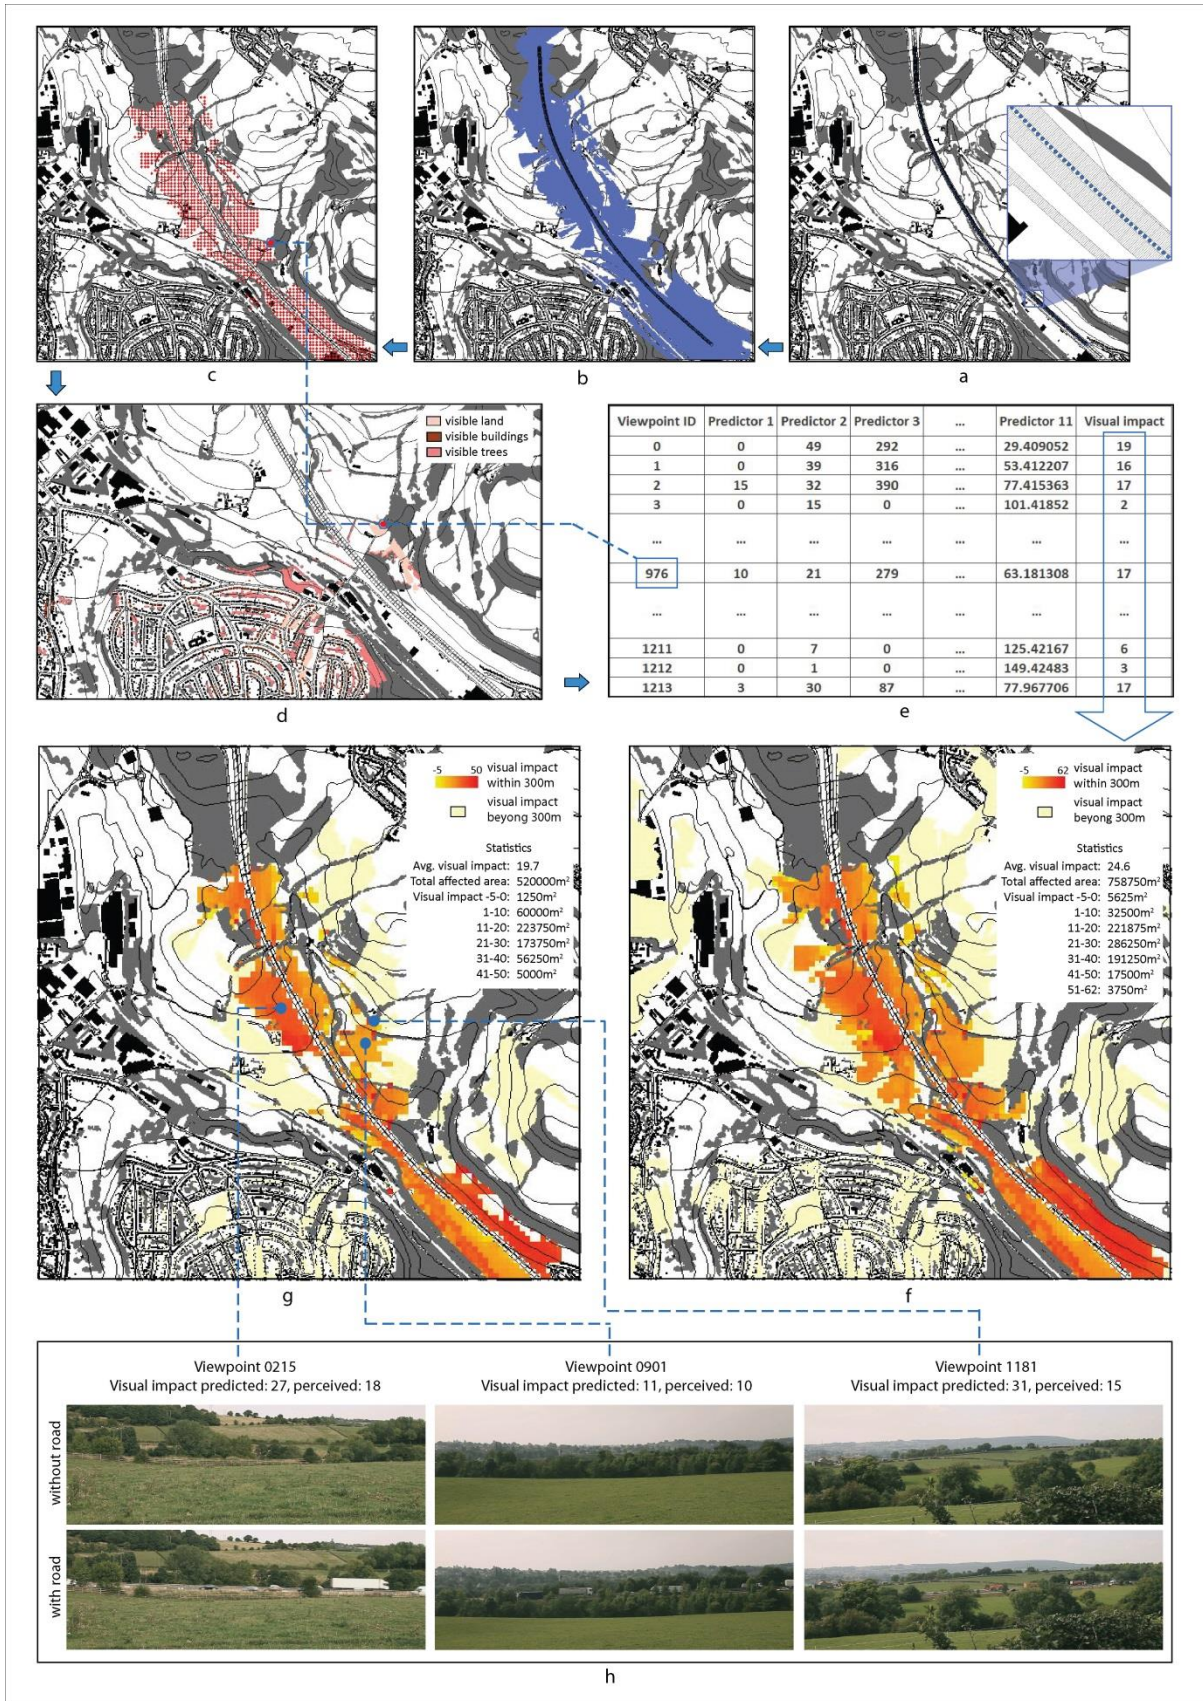 c
b
a
visible land
visible buildings
visible trees
d
Viewpoint ID Predictor 1 Predictor 2 Predictor 3 ... Predictor 11 Visual impact
0 0 49 292 ... 29.409052 19
1 0 39 316 ... 53.412207 16
2 15 32 390 ... 77.415363 17
3 0 15 0 ... 101.41852 2
... ... ... ... ... ... ...
976 10 21 279 ... 63.181308 17
... ... ... ... ... ... ...
1211 0 7 0 ... 125.42167 6
1212 0 1 0 ... 149.42483 3
1213 3 30 87 ... 77.967706 17
e
-5 50 visual impact
within 300m
visual impact
beyong 300m
Statistics
Avg. visual impact: 19.7
Total affected area: 520000m²
Visual impact -5-0: 1250m²
1-10: 60000m²
11-20: 223750m²
21-30: 173750m²
31-40: 56250m²
41-50: 5000m²
g
-5 62 visual impact
within 300m
visual impact
beyong 300m
Statistics
Avg. visual impact: 24.6
Total affected area: 758750m²
Visual impact -5-0: 5625m²
1-10: 32500m²
11-20: 221875m²
21-30: 286250m²
31-40: 191250m²
41-50: 17500m²
51-62: 3750m²
f
Viewpoint 0215
Visual impact predicted: 27, perceived: 18
Viewpoint 0901
Visual impact predicted: 11, perceived: 10
Viewpoint 1181
Visual impact predicted: 31, perceived: 15
without road
with road
h